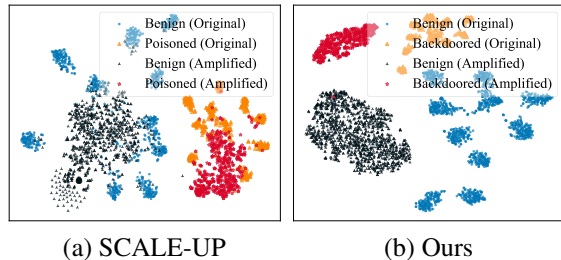 Benign (Original)
Poisoned (Original)
Benign (Amplified)
Poisoned (Amplified)
Benign (Original)
Backdoored (Original)
Benign (Amplified)
Backdoored (Amplified)
(a) SCALE-UP
(b) Ours